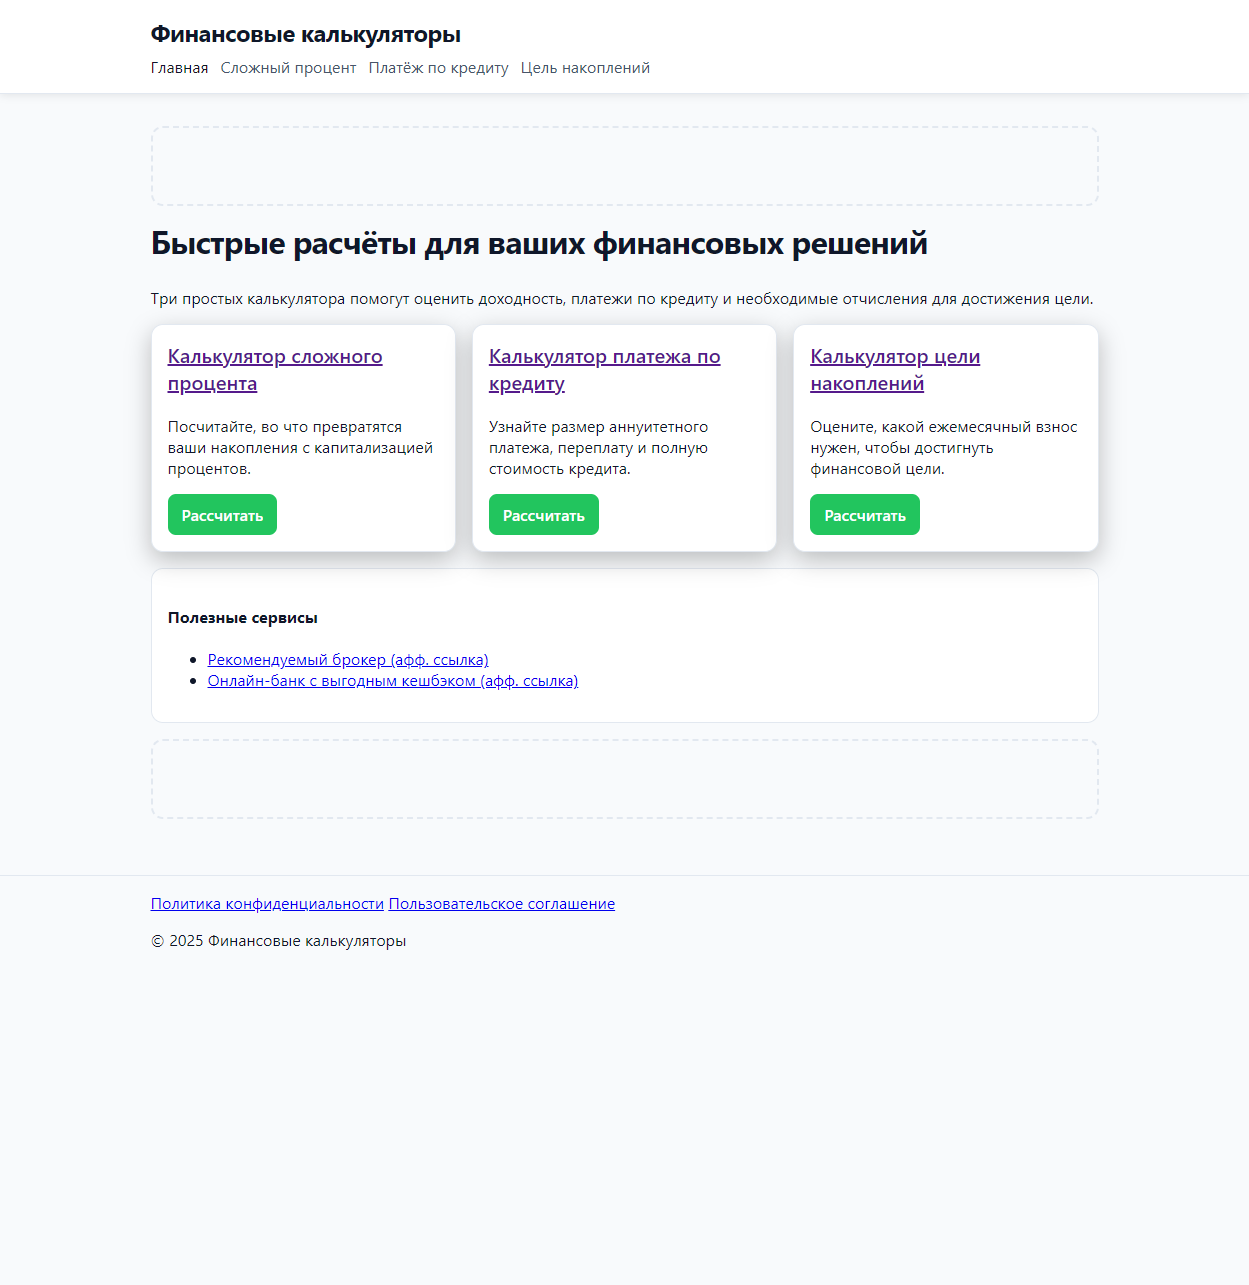 Финансовые калькуляторы
Главная Сложный процент Платёж по кредиту Цель накоплений
Быстрые расчёты для ваших финансовых решений
Три простых калькулятора помогут оценить доходность, платежи по кредиту и необходимые отчисления для достижения цели.
Калькулятор сложного
процента
Посчитайте, во что превратятся
ваши накопления с капитализацией
процентов.
Рассчитать
Калькулятор платежа по
кредиту
Узнайте размер аннуитетного
платежа, переплату и полную
стоимость кредита.
Рассчитать
Калькулятор цели
накоплений
Оцените, какой ежемесячный взнос
нужен, чтобы достигнуть
финансовой цели.
Рассчитать
Полезные сервисы
Рекомендуемый брокер (афф. ссылка)
Онлайн-банк с выгодным кешбэком (афф. ссылка)
Политика конфиденциальности Пользовательское соглашение
© 2025 Финансовые калькуляторы